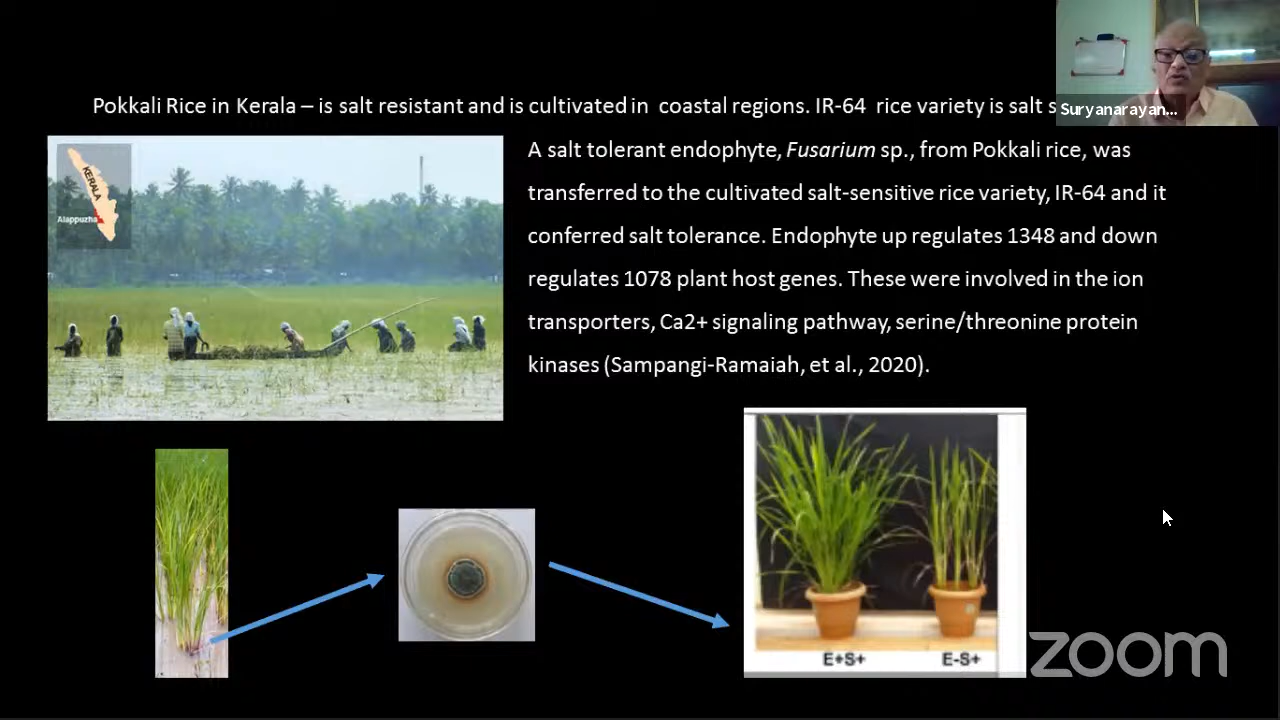 Pokkali Rice in Kerala – is salt resistant and is cultivated in coastal regions. IR-64 rice variety is salt
Suryanarayan...
KERALA
Alappuzha
A salt tolerant endophyte, Fusarium sp., from Pokkali rice, was
transferred to the cultivated salt-sensitive rice variety, IR-64 and it
conferred salt tolerance. Endophyte up regulates 1348 and down
regulates 1078 plant host genes. These were involved in the ion
transporters, Ca2+ signaling pathway, serine/threonine protein
kinases (Sampangi-Ramaiah, et al., 2020).
E+S+ E-S+
zoom